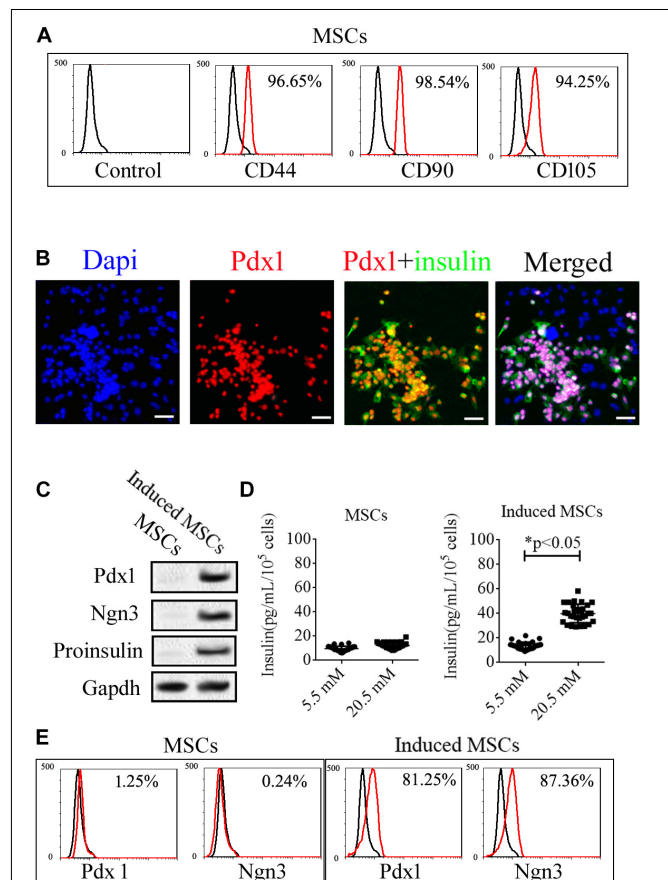 A
MSCs
500
0
Control
500
0
96.65%
CD44
500
0
98.54%
CD90
500
0
94.25%
CD105
B
Dapi
Pdx1
Pdx1+insulin
Merged
C
MSCs
Induced MSCs
Pdx1
Ngn3
Proinsulin
Gapdh
D
MSCs
Insulin(pg/mL/10⁵ cells)
100
80
60
40
20
0
5.5 mM
20.5 mM
Induced MSCs
*p<0.05
Insulin(pg/mL/10⁵ cells)
100
80
60
40
20
0
5.5 mM
20.5 mM
E
MSCs
Induced MSCs
500
0
1.25%
Pdx 1
500
0
0.24%
Ngn3
500
0
81.25%
Pdx1
500
0
87.36%
Ngn3